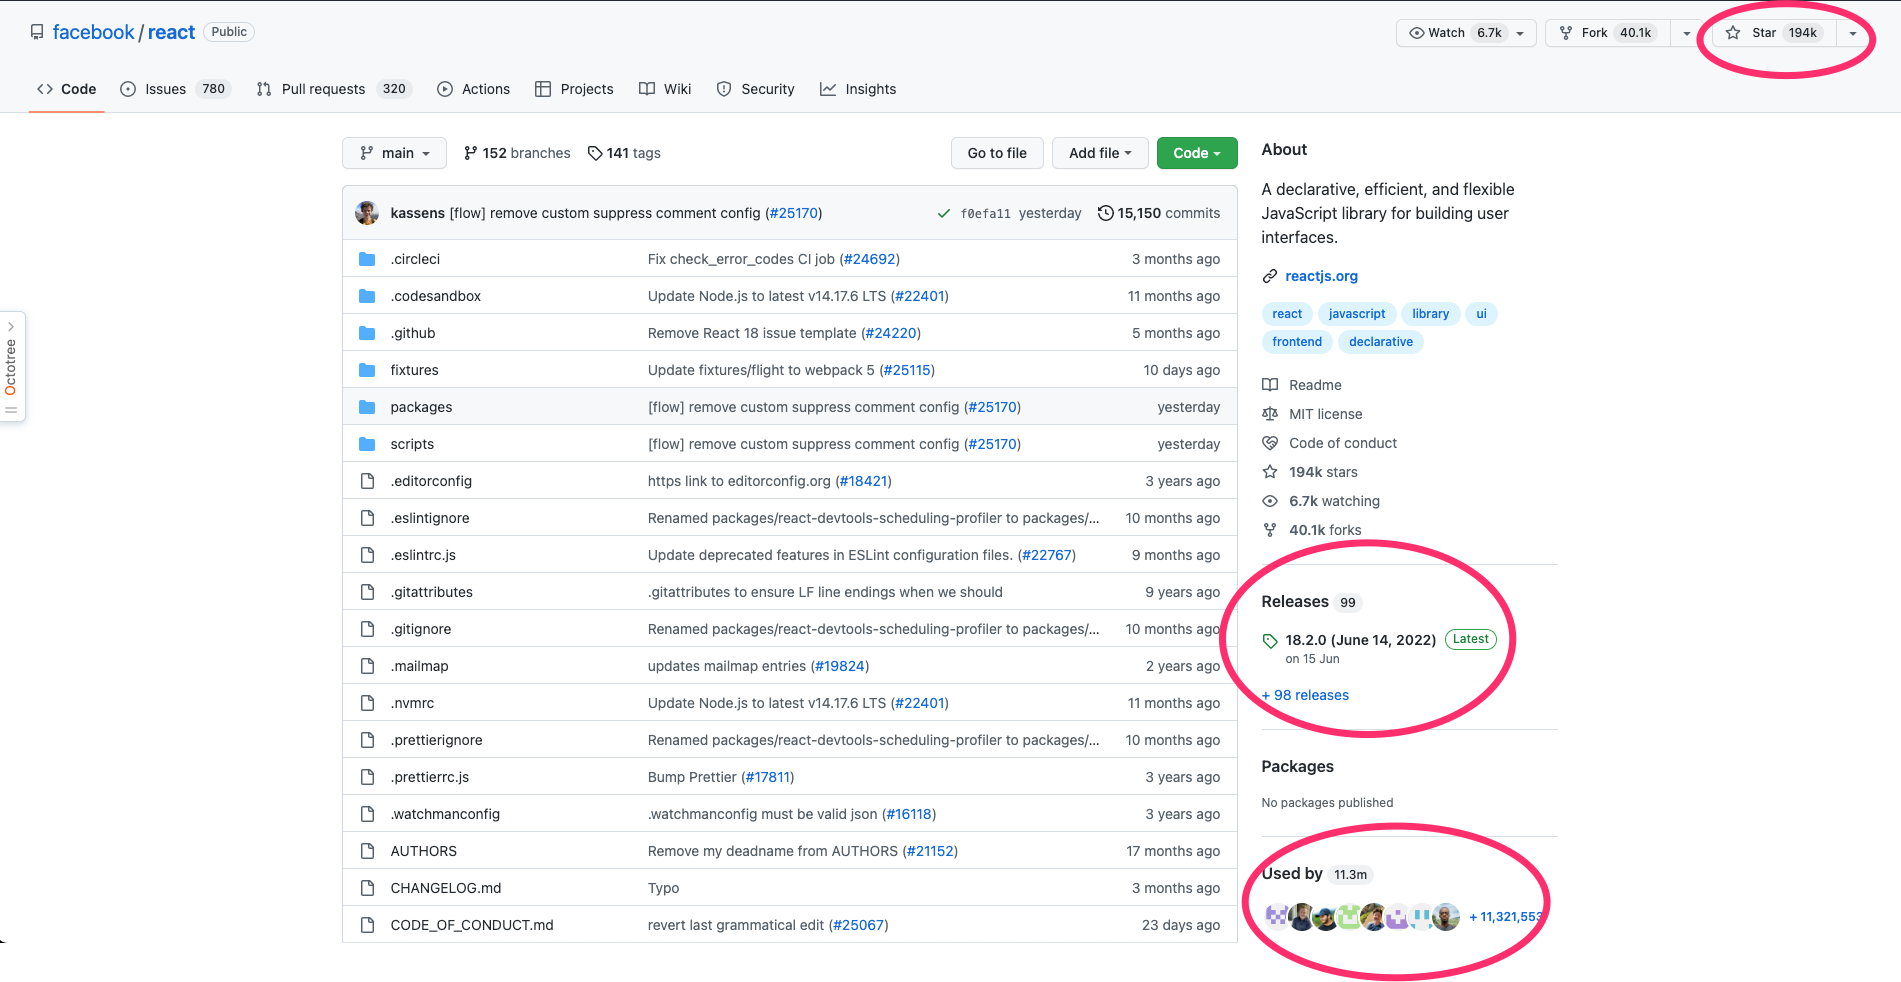 facebook / react Public
Watch 6.7k Fork 40.1k Star 194k
Code Issues 780 Pull requests 320 Actions Projects Wiki Security Insights
main 152 branches 141 tags Go to file Add file Code
kassens [flow] remove custom suppress comment config (#25170) f0efa11 yesterday 15,150 commits
.circleci Fix check_error_codes CI job (#24692) 3 months ago
.codesandbox Update Node.js to latest v14.17.6 LTS (#22401) 11 months ago
.github Remove React 18 issue template (#24220) 5 months ago
fixtures Update fixtures/flight to webpack 5 (#25115) 10 days ago
packages [flow] remove custom suppress comment config (#25170) yesterday
scripts [flow] remove custom suppress comment config (#25170) yesterday
.editorconfig https link to editorconfig.org (#18421) 3 years ago
.eslintignore Renamed packages/react-devtools-scheduling-profiler to packages/... 10 months ago
.eslintrc.js Update deprecated features in ESLint configuration files. (#22767) 9 months ago
.gitattributes .gitattributes to ensure LF line endings when we should 9 years ago
.gitignore Renamed packages/react-devtools-scheduling-profiler to packages/... 10 months ago
.mailmap updates mailmap entries (#19824) 2 years ago
.nvmrc Update Node.js to latest v14.17.6 LTS (#22401) 11 months ago
.prettierignore Renamed packages/react-devtools-scheduling-profiler to packages/... 10 months ago
.prettierrc.js Bump Prettier (#17811) 3 years ago
.watchmanconfig .watchmanconfig must be valid json (#16118) 3 years ago
AUTHORS Remove my deadname from AUTHORS (#21152) 17 months ago
CHANGELOG.md Typo 3 months ago
CODE_OF_CONDUCT.md revert last grammatical edit (#25067) 23 days ago
Octotree
About
A declarative, efficient, and flexible
JavaScript library for building user
interfaces.
reactjs.org
react javascript library ui
frontend declarative
Readme
MIT license
Code of conduct
194k stars
6.7k watching
40.1k forks
Releases 99
18.2.0 (June 14, 2022) Latest
on 15 Jun
+ 98 releases
Packages
No packages published
Used by 11.3m
+ 11,321,553